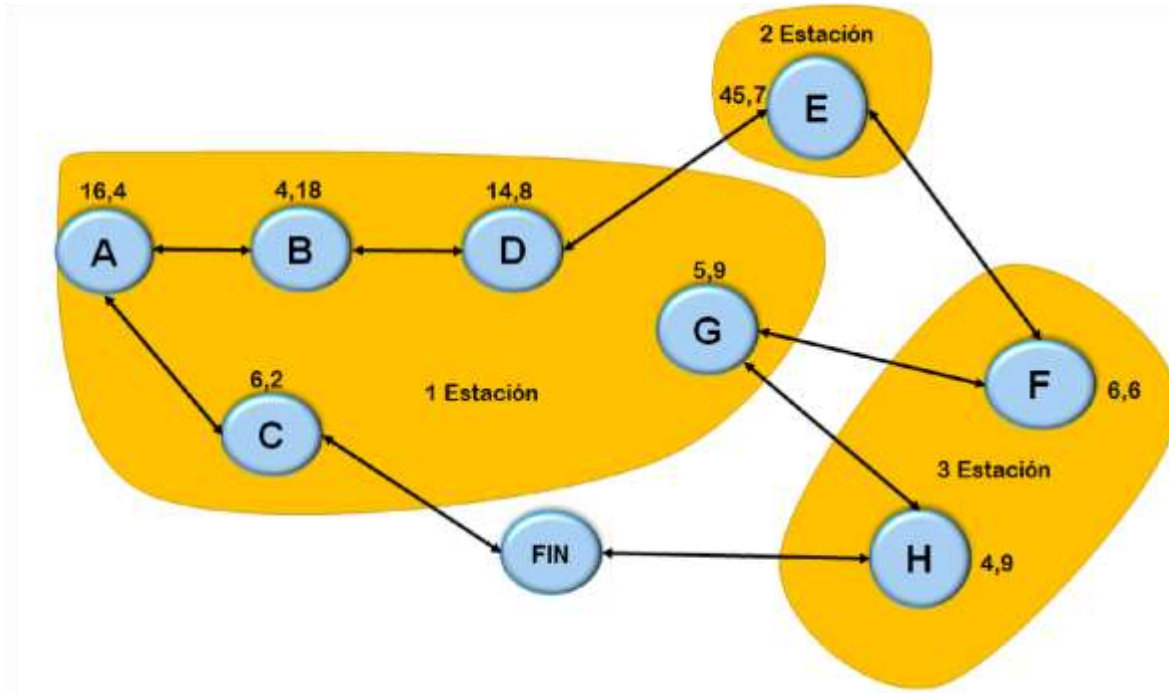 2 Estación
45,7
E
16,4
4,18
14,8
A
B
D
5,9
G
6,2
1 Estación
C
F
6,6
3 Estación
FIN
H
4,9